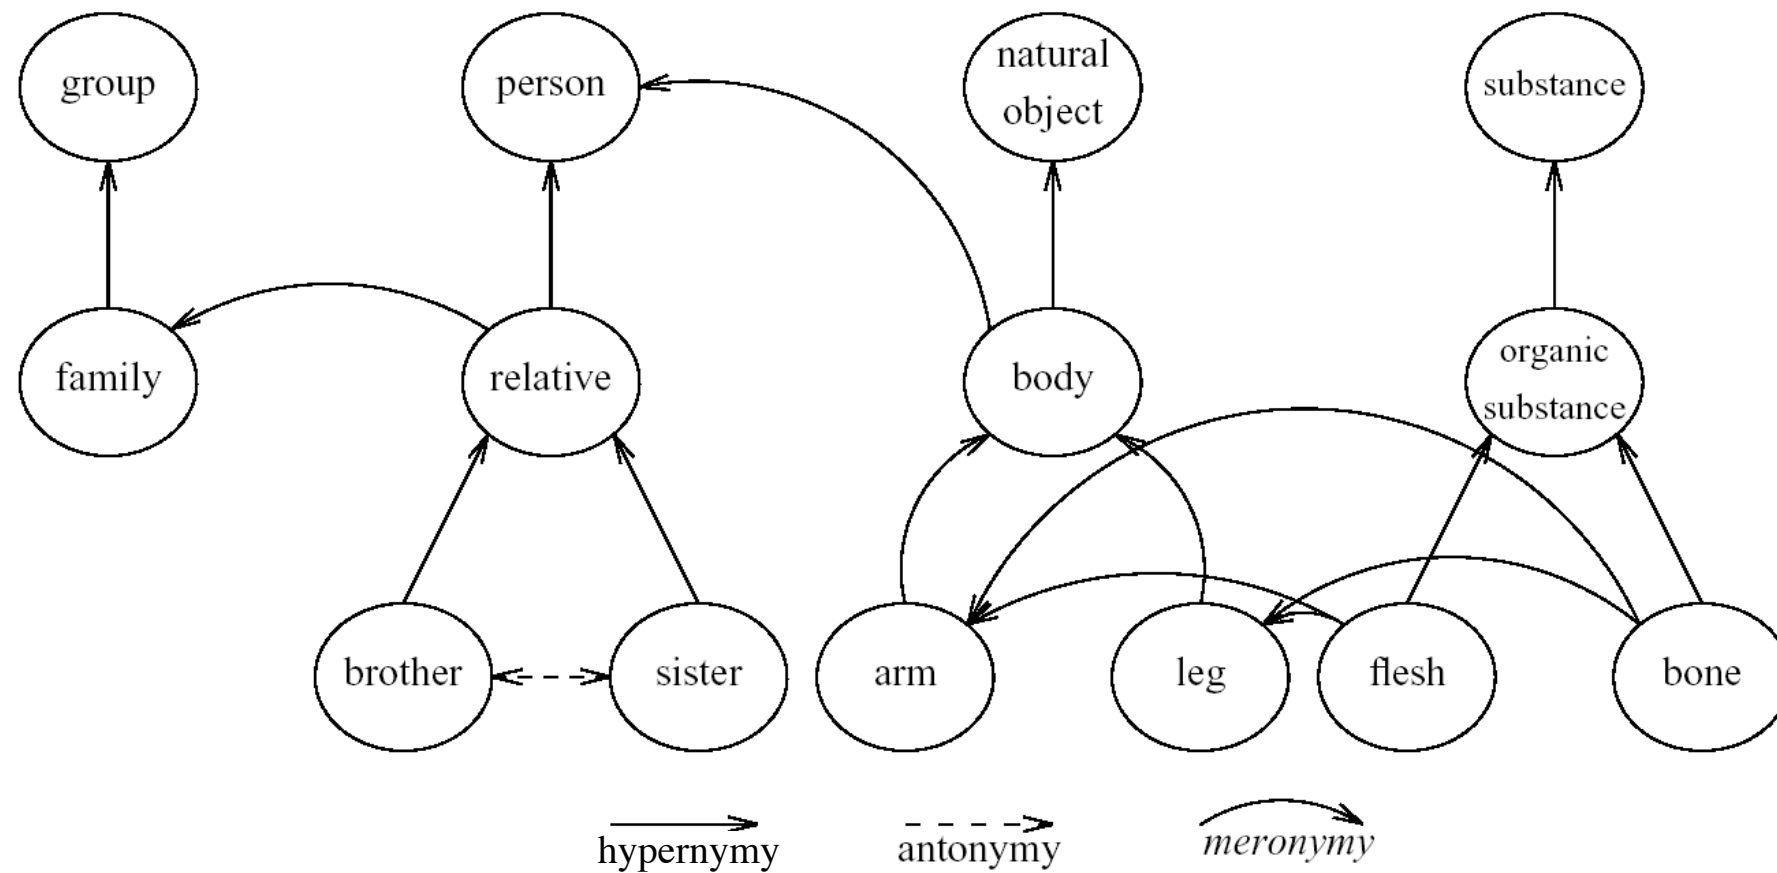 group
person
natural
object
substance
family
relative
body
organic
substance
brother
sister
arm
leg
flesh
bone
hypernymy
antonymy
meronymy